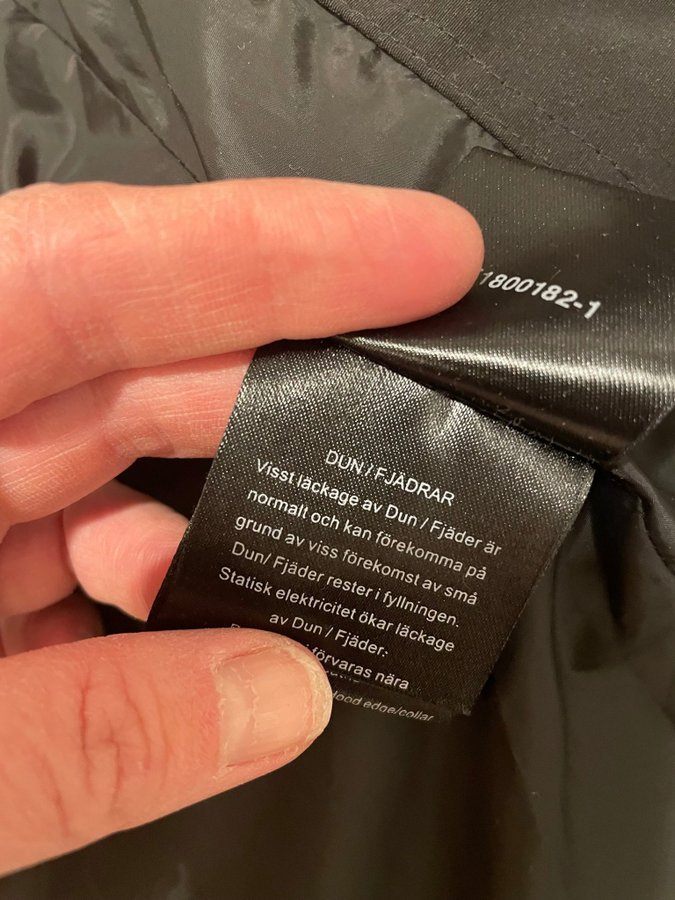 1800182-1
DUN / FJÄDRAR
Visst läckage av Dun / Fjäder är
normalt och kan förekomma på
grund av viss förekomst av små
Dun/ Fjäder rester i fyllningen.
Statisk elektricitet ökar läckage
av Dun / Fjäder.
förvaras nära
edge/collar